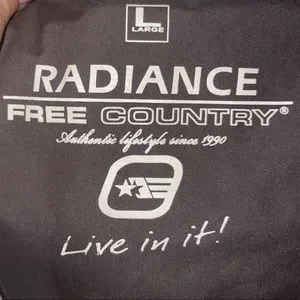 L
LARGE
RADIANCE
FREE COUNTRY®
Authentic lifestyle since 1990
Live in it!